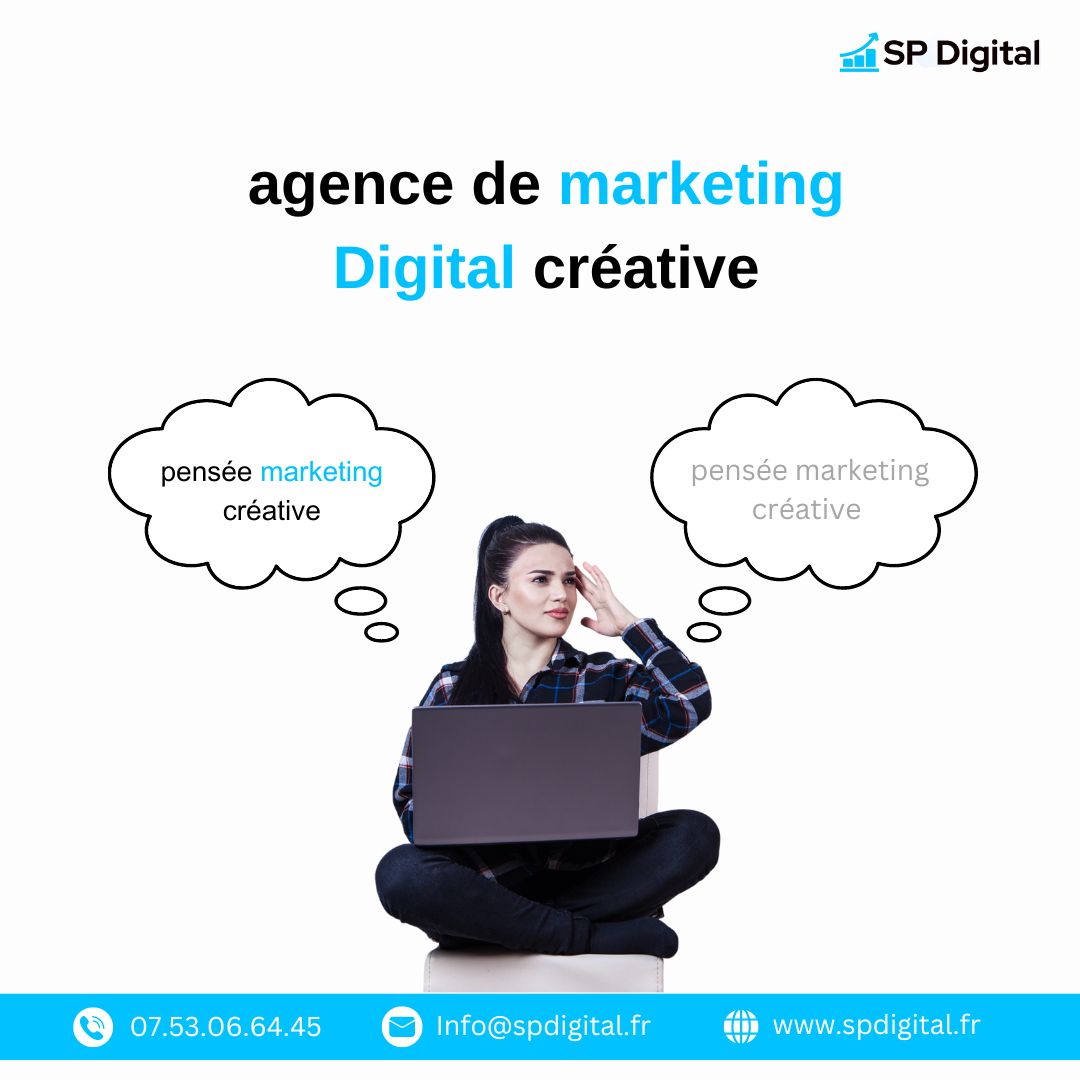 SP Digital
agence de marketing
Digital créative
pensée marketing
créative
pensée marketing
créative
07.53.06.64.45
Info@spdigital.fr
www.spdigital.fr